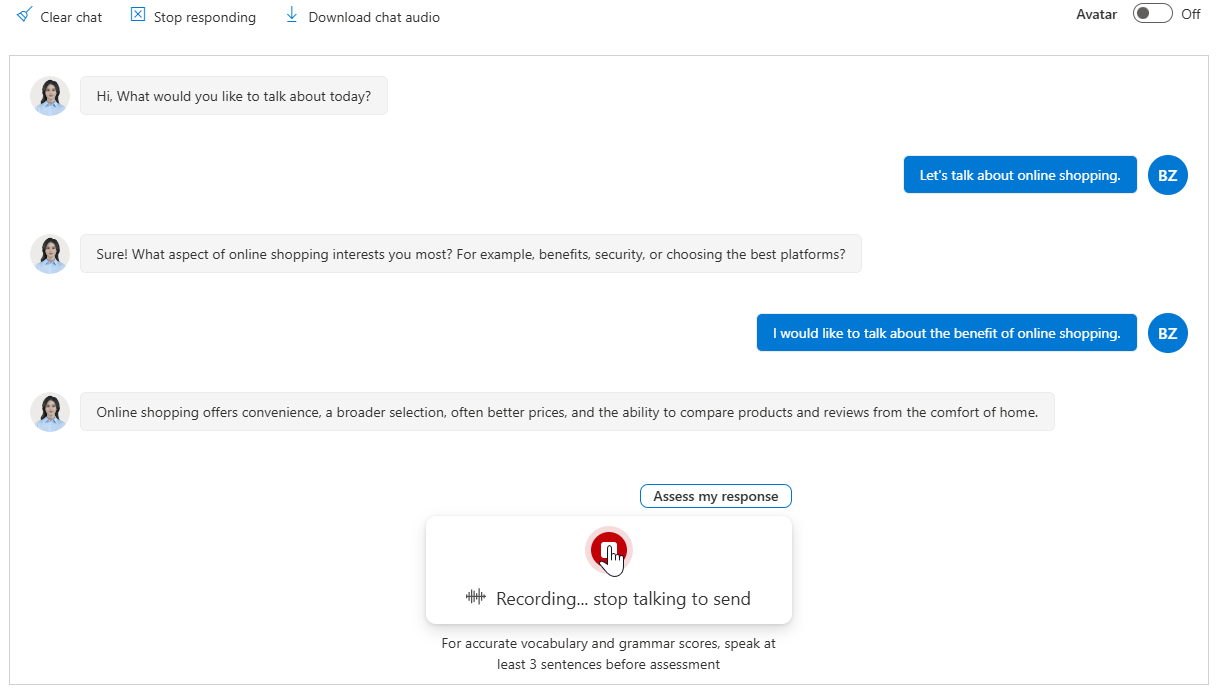 Clear chat
Stop responding
Download chat audio
Avatar
Off
Hi, What would you like to talk about today?
Let's talk about online shopping.
BZ
Sure! What aspect of online shopping interests you most? For example, benefits, security, or choosing the best platforms?
I would like to talk about the benefit of online shopping.
BZ
Online shopping offers convenience, a broader selection, often better prices, and the ability to compare products and reviews from the comfort of home.
Assess my response
Recording... stop talking to send
For accurate vocabulary and grammar scores, speak at
least 3 sentences before assessment